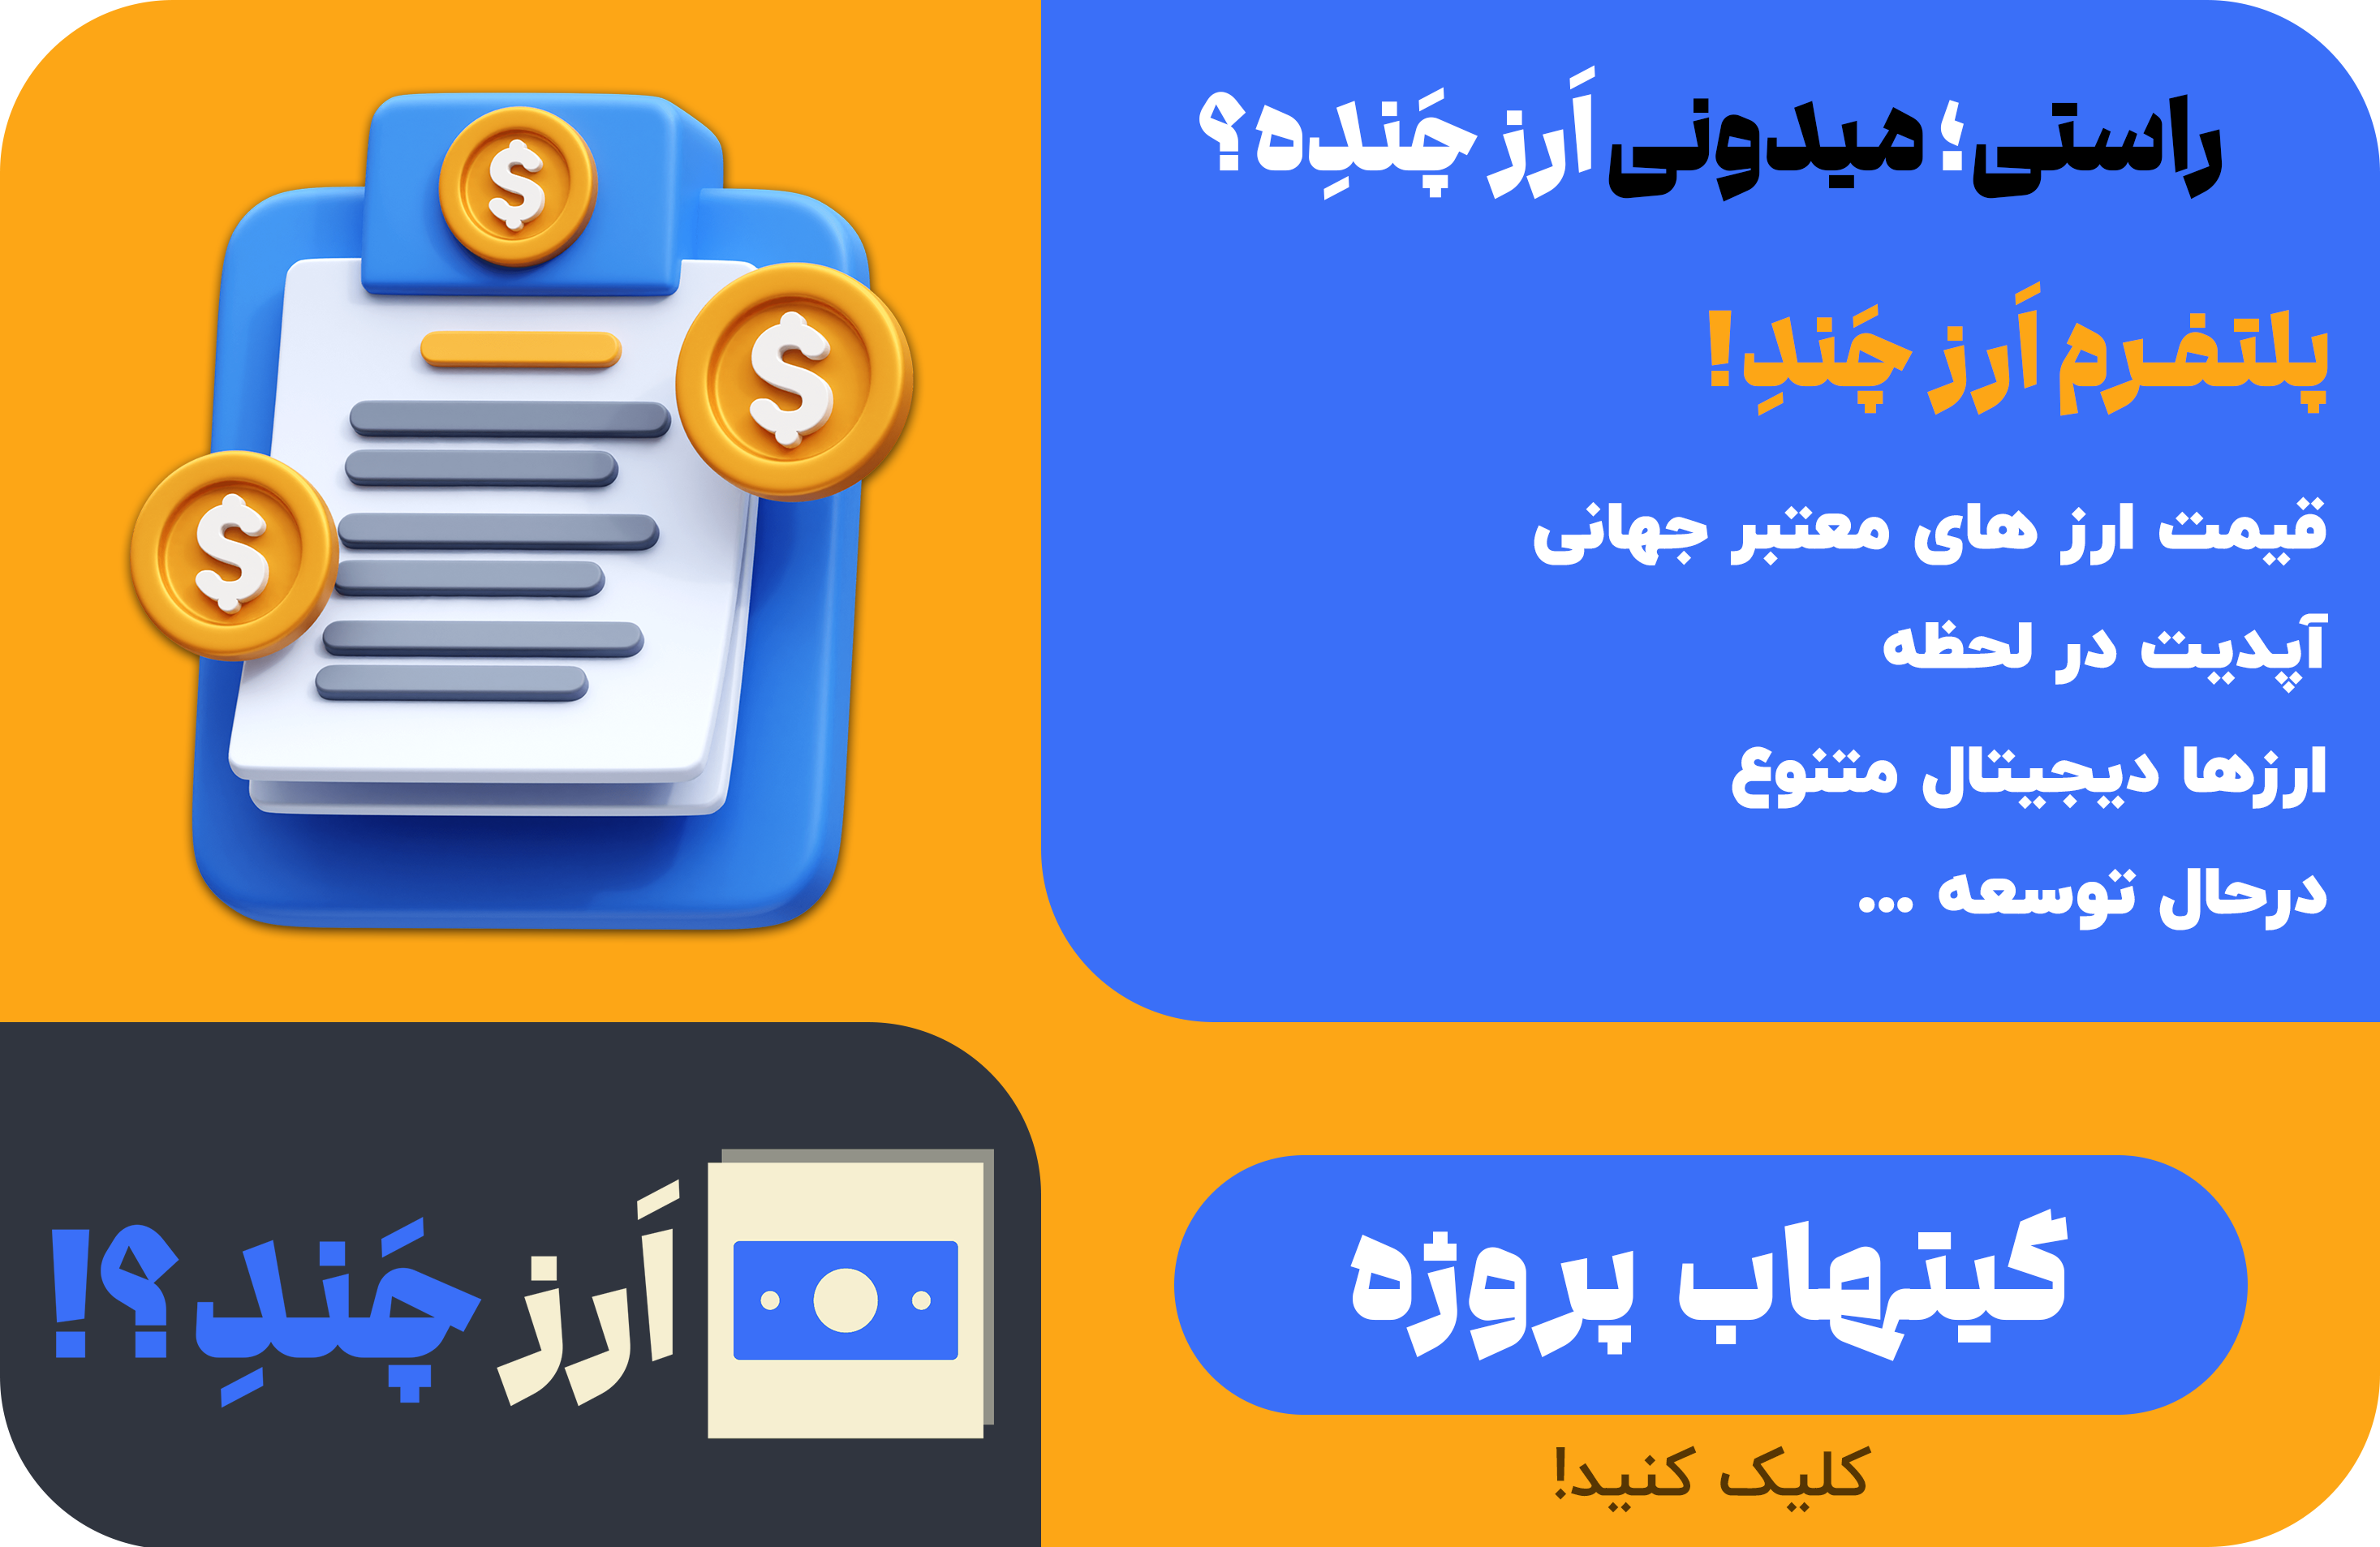 راستی؛ میدونی اَرز چَندِه؟
پلتفرم اَرز چَندِ!
قیمت ارز های معتبر جهانی
آپدیت در لحظه
ارزها دیجیتال متنوع
درحال توسعه ...
گیتهاب پروژه
کلیک کنید!
اَرز چَندِ؟!